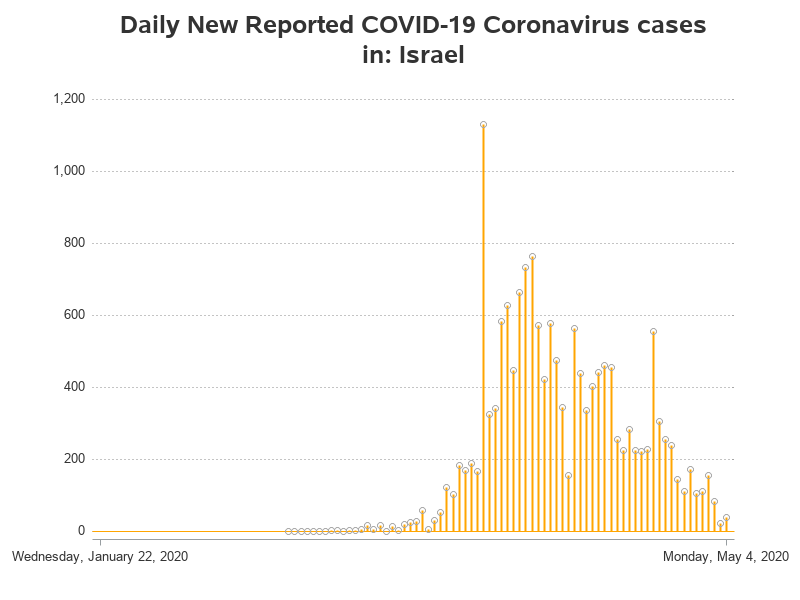 Daily New Reported COVID-19 Coronavirus cases
in: Israel
1,200
1,000
800
600
400
200
0
Wednesday, January 22, 2020
Monday, May 4, 2020